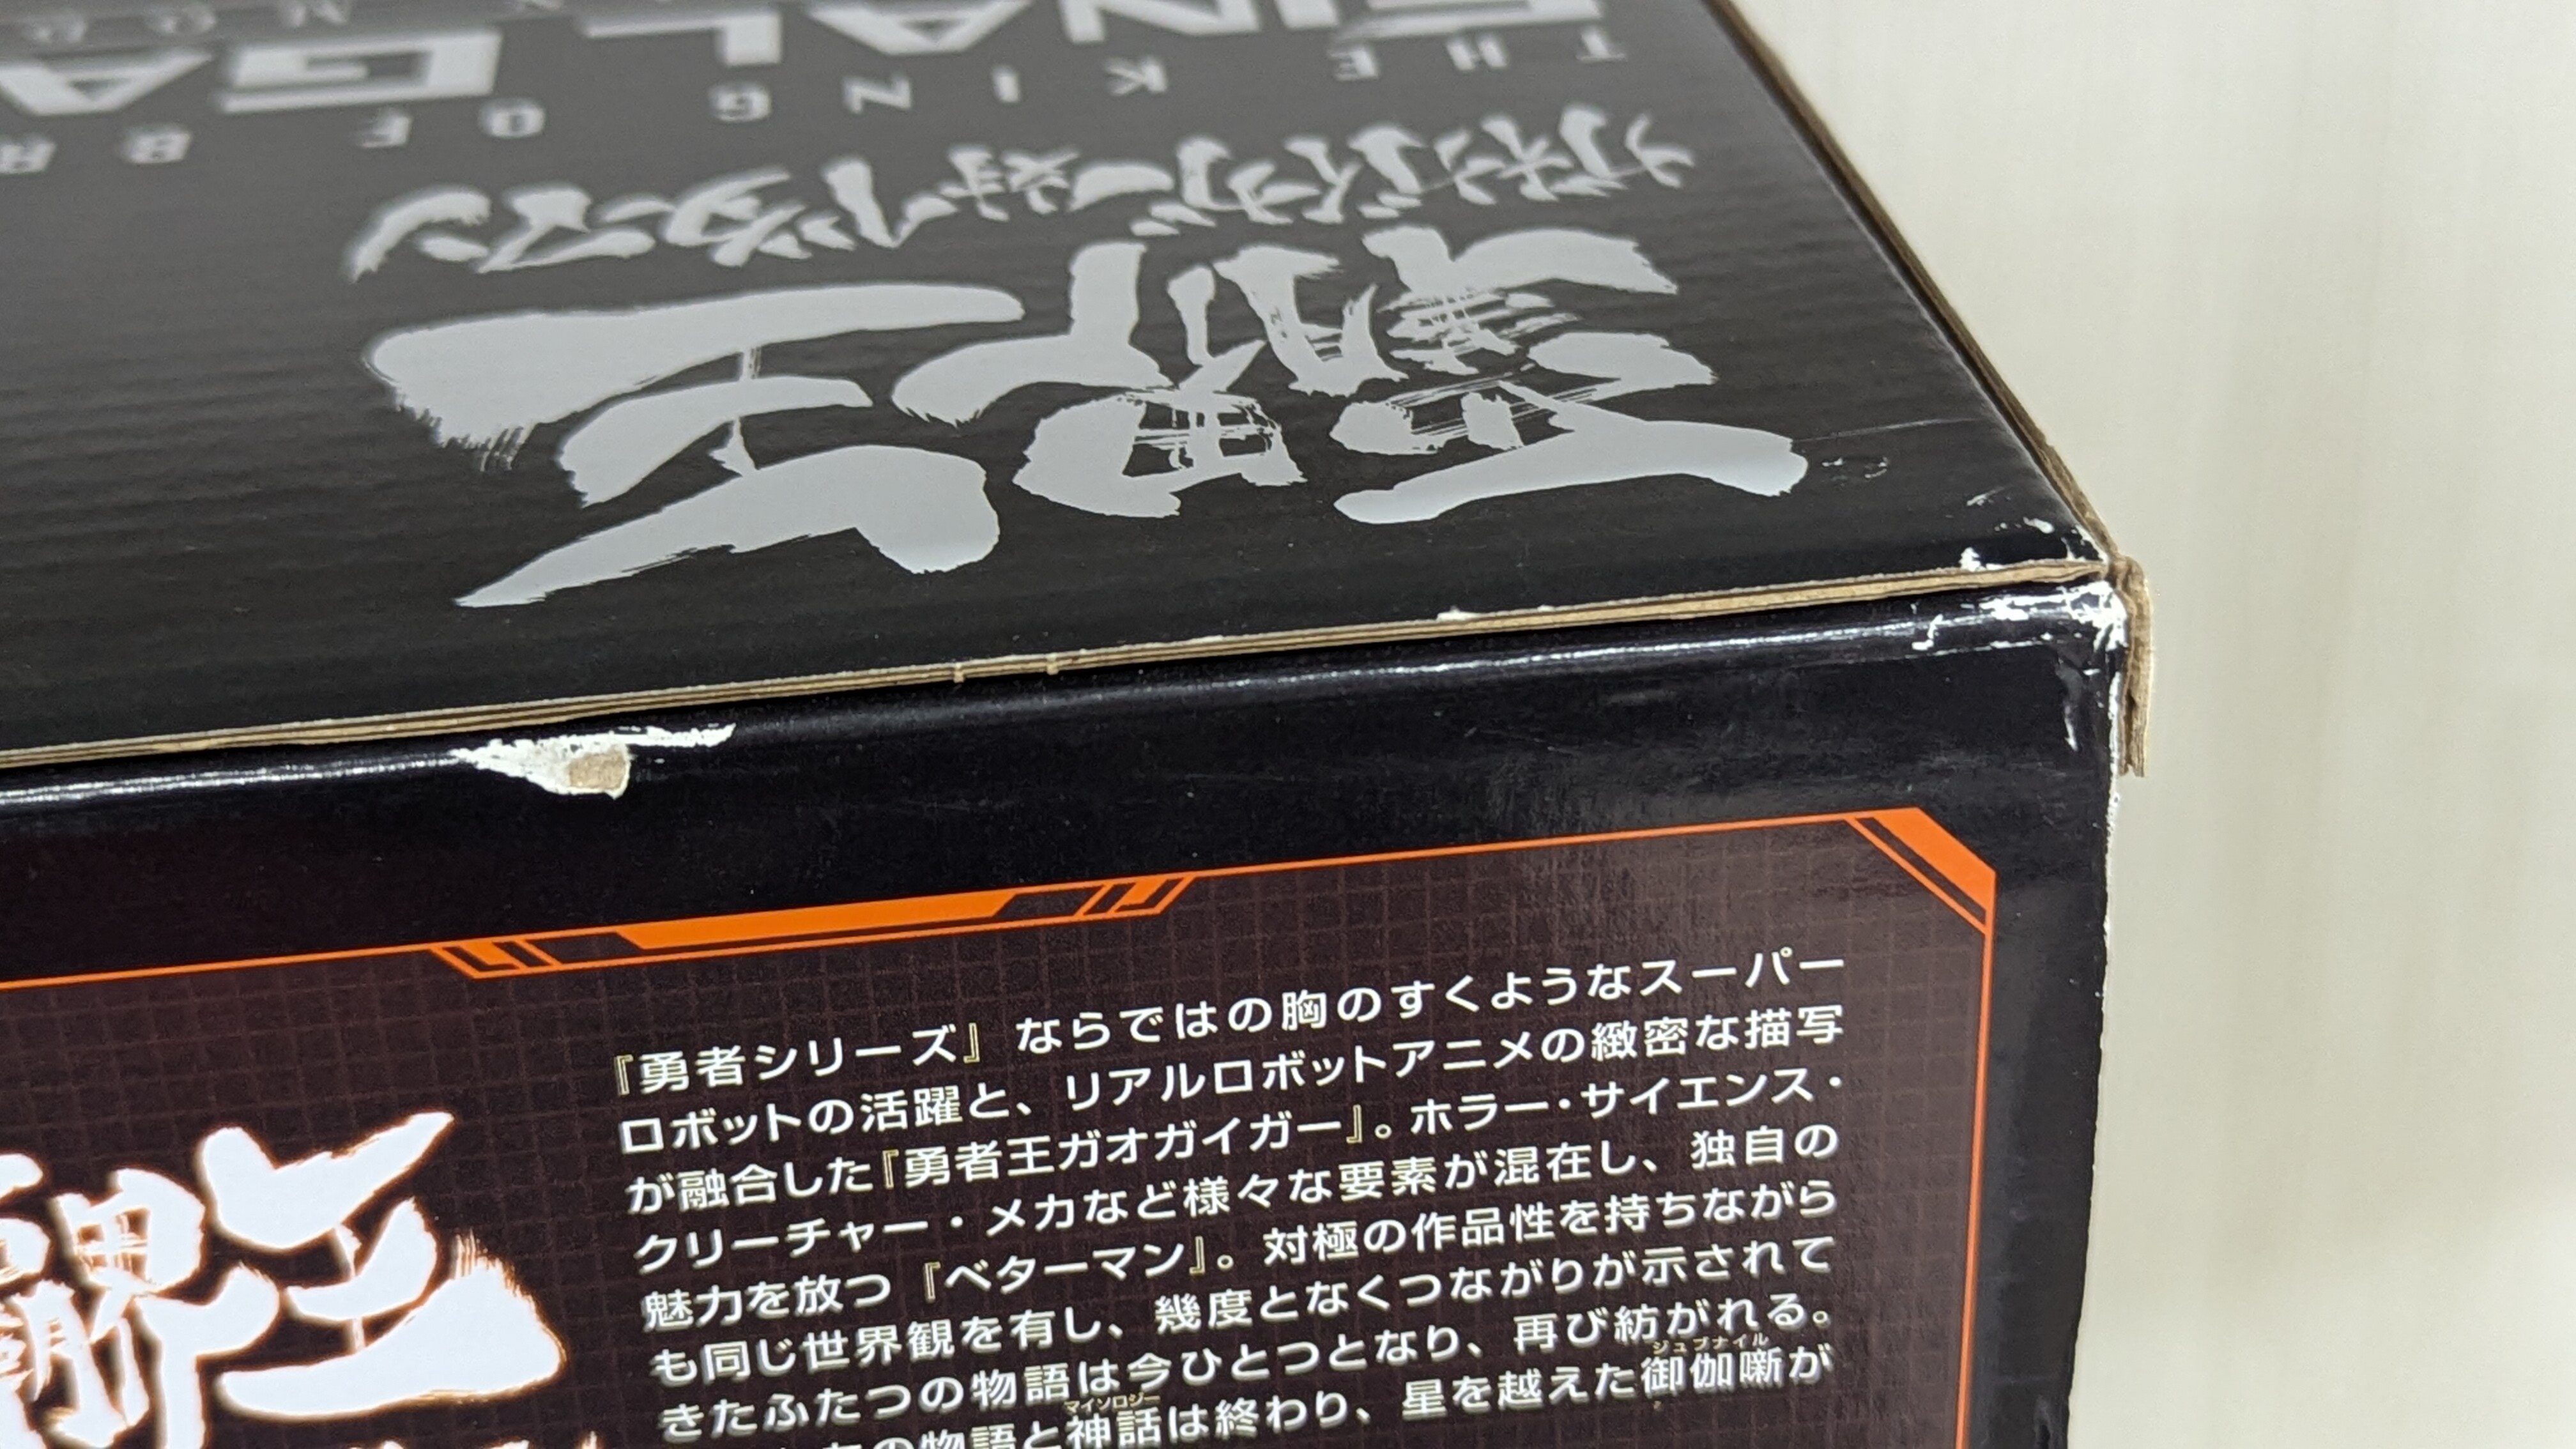 THE KING OF BR
FINAL GA
覇界王
ガオガイガー対ベターマン
覇界王
『勇者シリーズ』ならではの胸のすくようなスーパー
ロボットの活躍と、リアルロボットアニメの緻密な描写
が融合した『勇者王ガオガイガー』。ホラー・サイエンス・
クリーチャー・メカなど様々な要素が混在し、独自の
魅力を放つ『ベターマン』。対極の作品性を持ちながら
も同じ世界観を有し、幾度となくつながりが示されて
きたふたつの物語は今ひとつとなり、再び紡がれる。
マイソロジー
ジュブナイル
の物語と神話は終わり、星を越えた御伽噺が